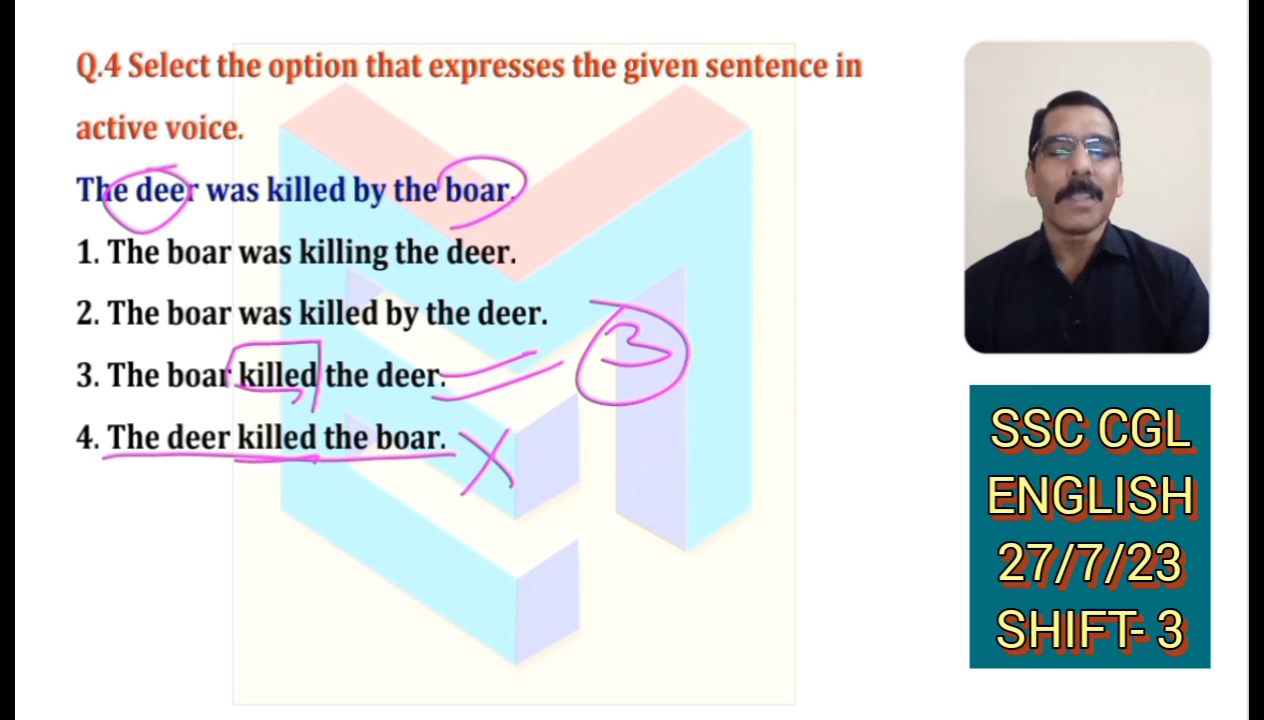 Q.4 Select the option that expresses the given sentence in
active voice.
The deer was killed by the boar.
1. The boar was killing the deer.
2. The boar was killed by the deer.
3. The boar killed the deer.
4. The deer killed the boar.
3
SSC CGL
ENGLISH
27/7/23
SHIFT- 3